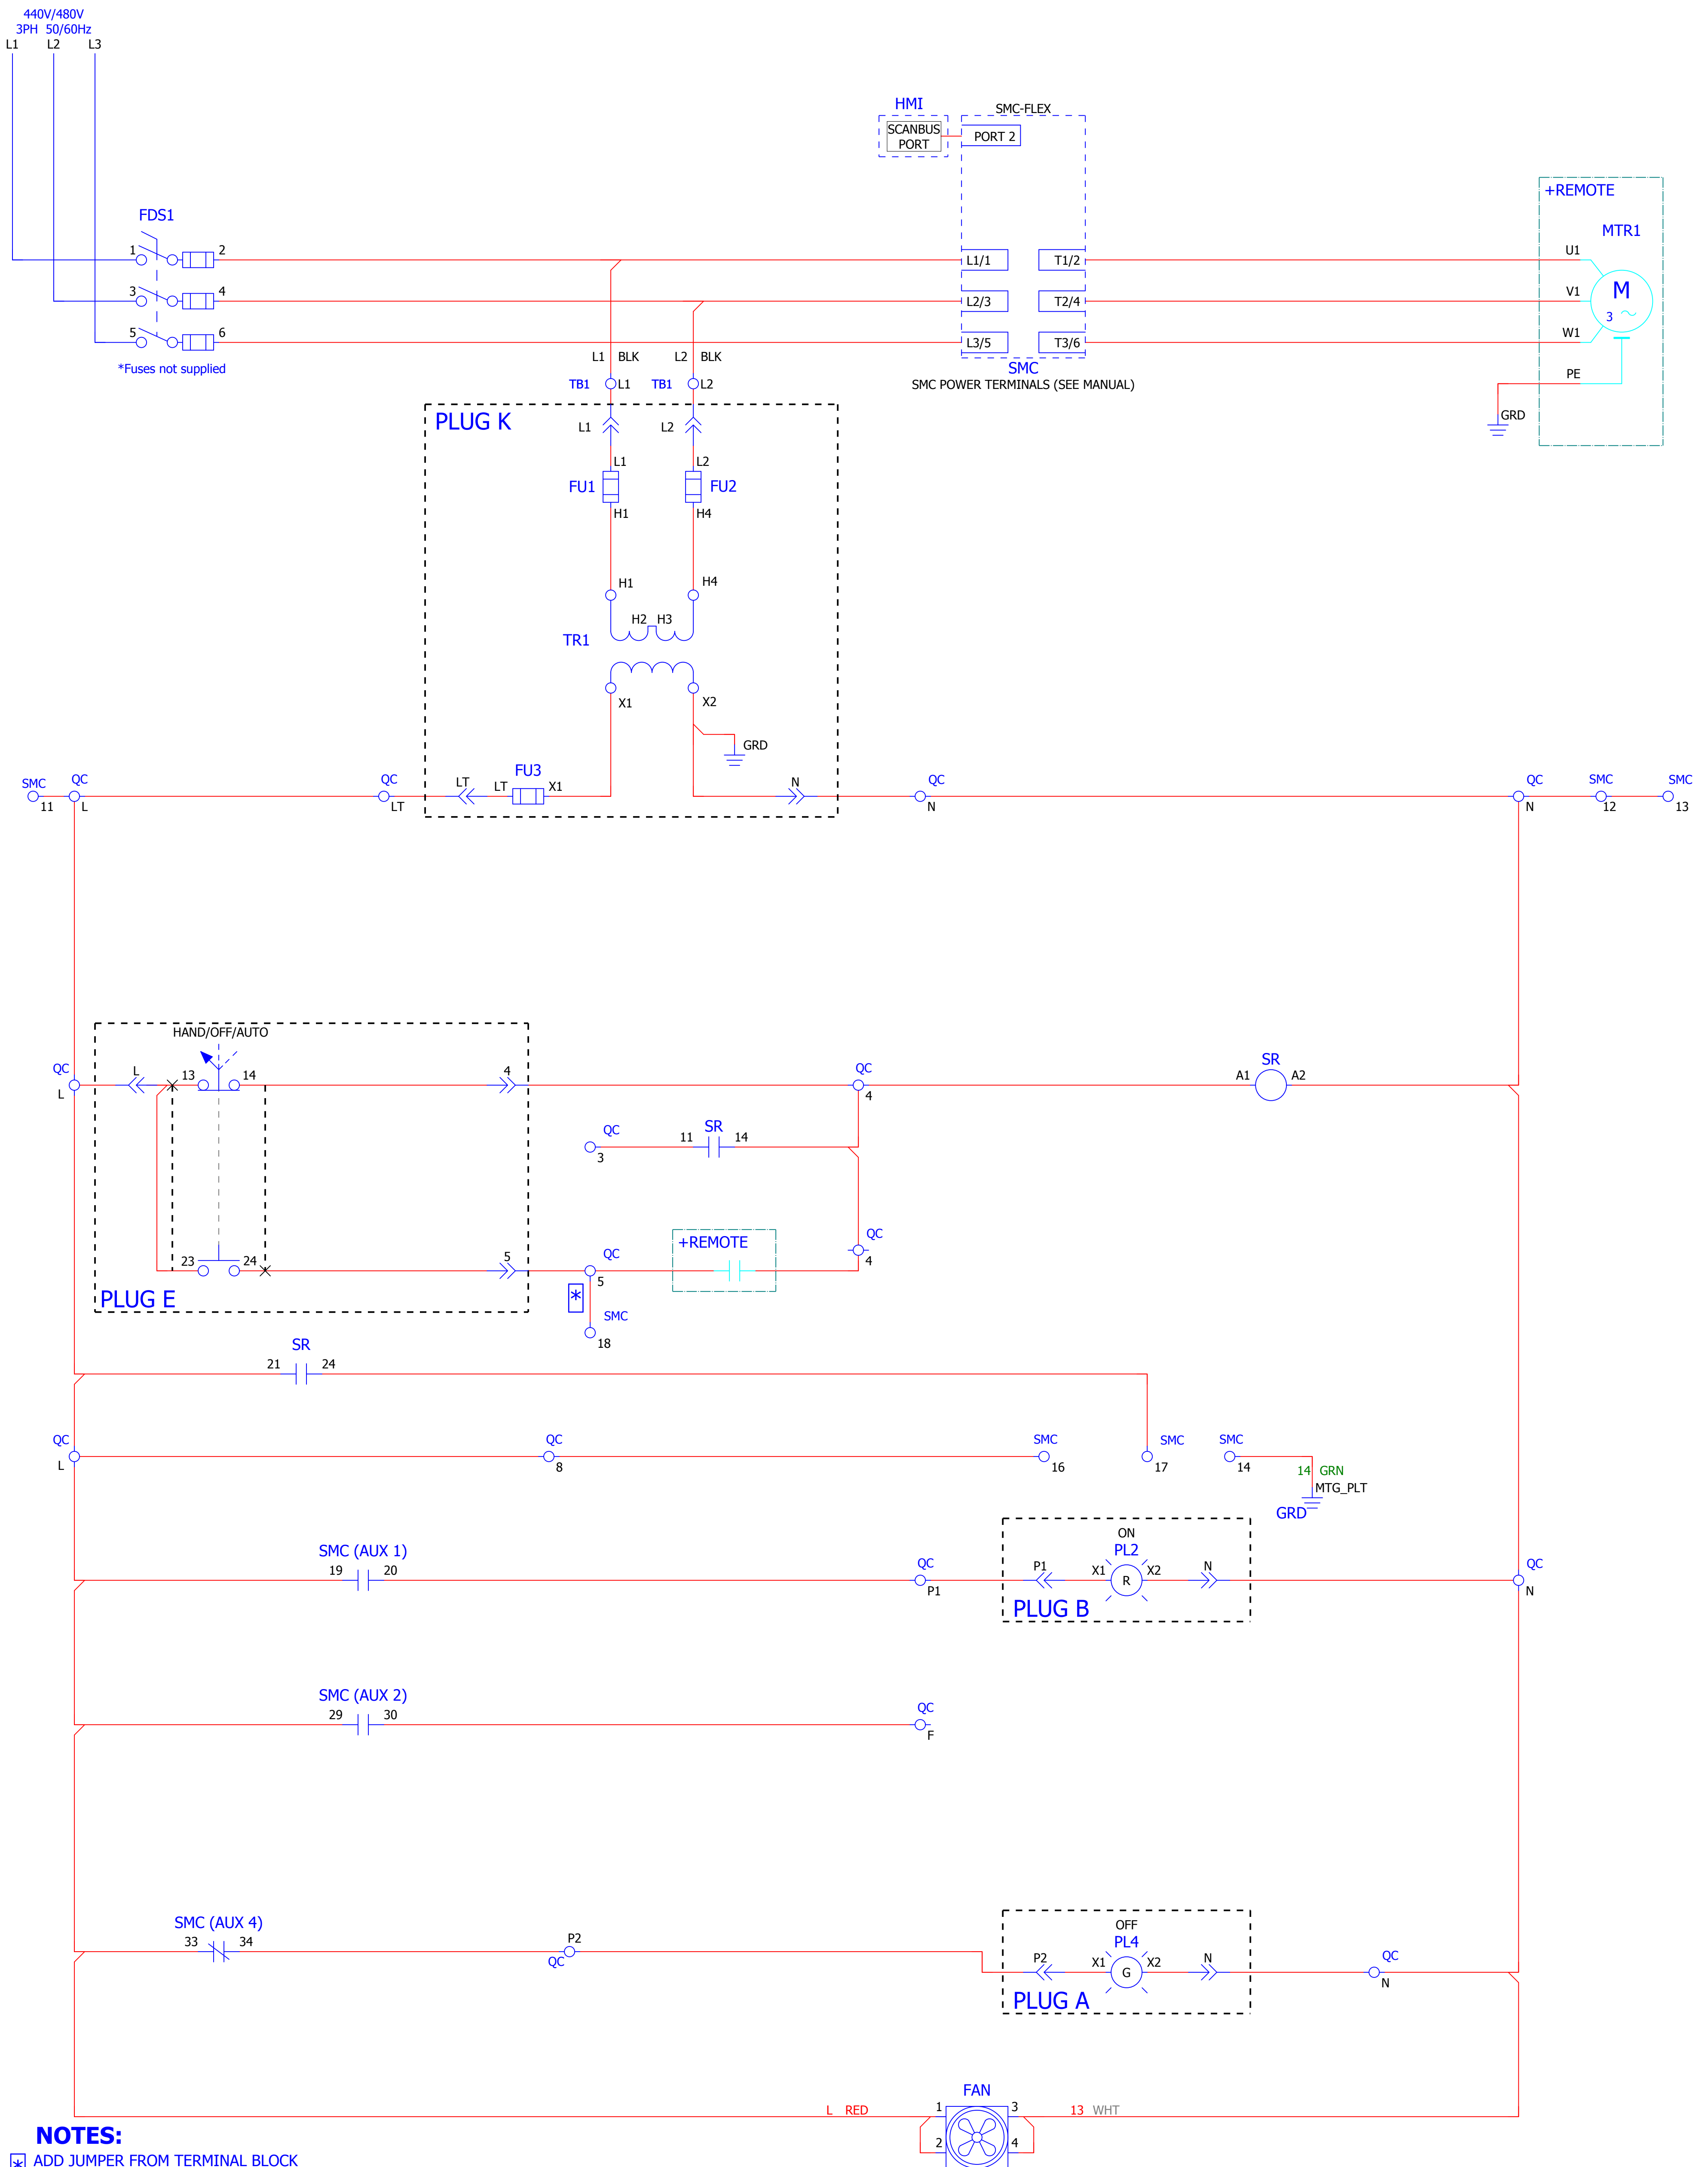 440V/480V
3PH 50/60Hz
L1 L2 L3
HMI
SMC-FLEX
SCANBUS
PORT
PORT 2
+REMOTE
MTR1
FDS1
1 2
L1/1 T1/2
U1
3 4
L2/3 T2/4
V1
M
3
5 6
L3/5 T3/6
W1
*Fuses not supplied
L1 BLK L2 BLK
SMC
SMC POWER TERMINALS (SEE MANUAL)
PE
GRD
TB1 L1 TB1 L2
PLUG K
L1 L2
L1 L2
FU1 FU2
H1 H4
H1 H4
H2 H3
TR1
X1 X2
GRD
SMC QC QC
LT LT FU3 X1
N
QC QC SMC SMC
11 L LT N N 12 13
HAND/OFF/AUTO
QC L 13 14 4 QC
SR
A1 A2
L 4
QC 11 SR 14
3
+REMOTE
QC
4
23 24 5 QC
5
PLUG E
*
SMC
18
SR
21 24
QC QC SMC SMC SMC
L 8 16 17 14
14 GRN
MTG_PLT
GRD
ON
PL2
SMC (AUX 1)
19 20
QC
P1
P1 X1 R X2 N
QC
N
PLUG B
SMC (AUX 2)
29 30
QC
F
SMC (AUX 4)
33 34
P2
QC
OFF
PL4
P2 X1 G X2 N
QC
N
PLUG A
FAN
L RED 1 3 13 WHT
2 4
NOTES:
* ADD JUMPER FROM TERMINAL BLOCK